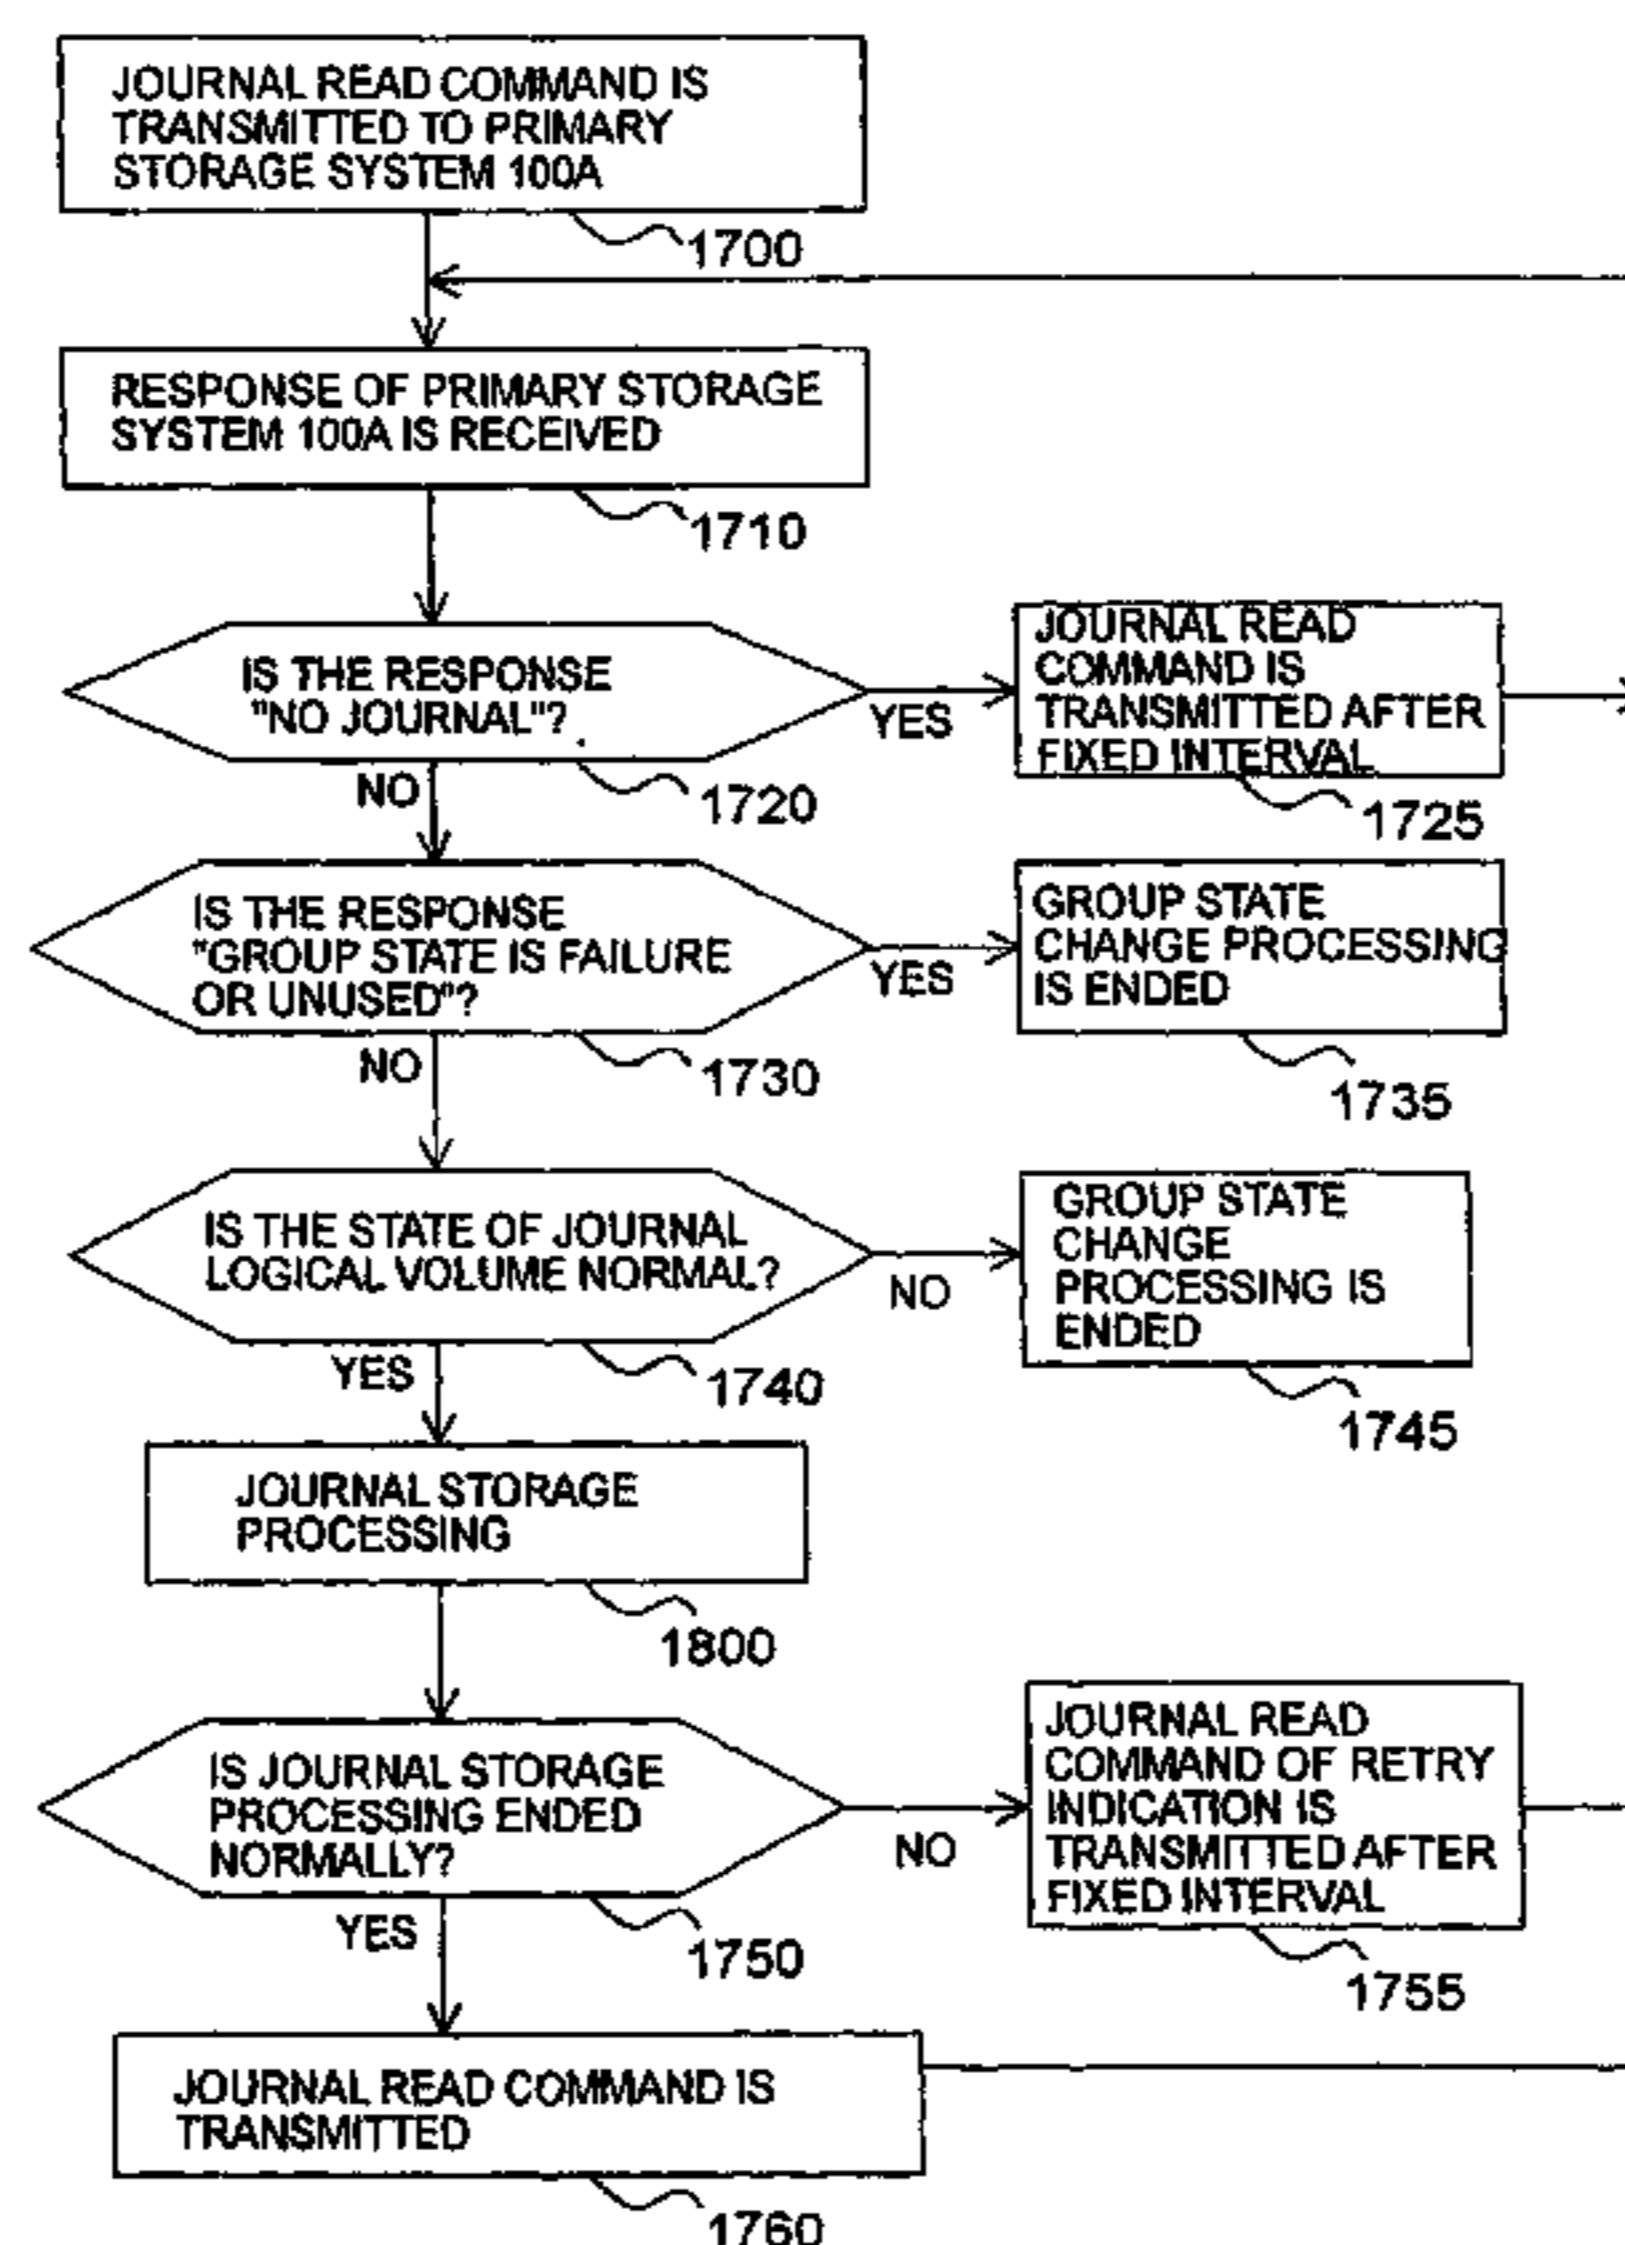 JOURNAL READ COMMAND IS
TRANSMITTED TO PRIMARY
STORAGE SYSTEM 100A
1700
RESPONSE OF PRIMARY STORAGE
SYSTEM 100A IS RECEIVED
1710
IS THE RESPONSE
"NO JOURNAL"?
YES
NO
1720
JOURNAL READ
COMMAND IS
TRANSMITTED AFTER
FIXED INTERVAL
1725
IS THE RESPONSE
"GROUP STATE IS FAILURE
OR UNUSED"?
YES
NO
1730
GROUP STATE
CHANGE PROCESSING
IS ENDED
1735
IS THE STATE OF JOURNAL
LOGICAL VOLUME NORMAL?
NO
YES
1740
GROUP STATE
CHANGE
PROCESSING IS
ENDED
1745
JOURNAL STORAGE
PROCESSING
1800
IS JOURNAL STORAGE
PROCESSING ENDED
NORMALLY?
NO
YES
1750
JOURNAL READ
COMMAND OF RETRY
INDICATION IS
TRANSMITTED AFTER
FIXED INTERVAL
1755
JOURNAL READ COMMAND IS
TRANSMITTED
1760